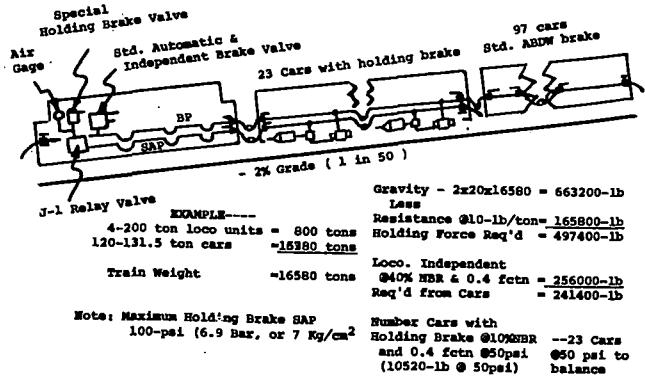 Special
Holding Brake Valve
Air
Gage
Std. Automatic &
Independent Brake Valve
23 Cars with holding brake
97 cars
Std. ABDW brake
BP
SAP
- 2% Grade ( 1 in 50 )
J-1 Relay Valve
EXAMPLE----
4-200 ton loco units = 800 tons
120-131.5 ton cars =15780 tons
Train Weight =16580 tons
Note: Maximum Holding Brake SAP
100-psi (6.9 Bar, or 7 Kg/cm2
Gravity - 2x20x16580 = 663200-lb
Less
Resistance @10-lb/ton= 165800-lb
Holding Force Req'd = 497400-lb
Loco. Independent
@40% NBR & 0.4 fctn = 256000-lb
Req'd from Cars = 241400-lb
Number Cars with
Holding Brake @10%NBR --23 Cars
and 0.4 fctn @50psi @50 psi to
(10520-lb @ 50psi) balance